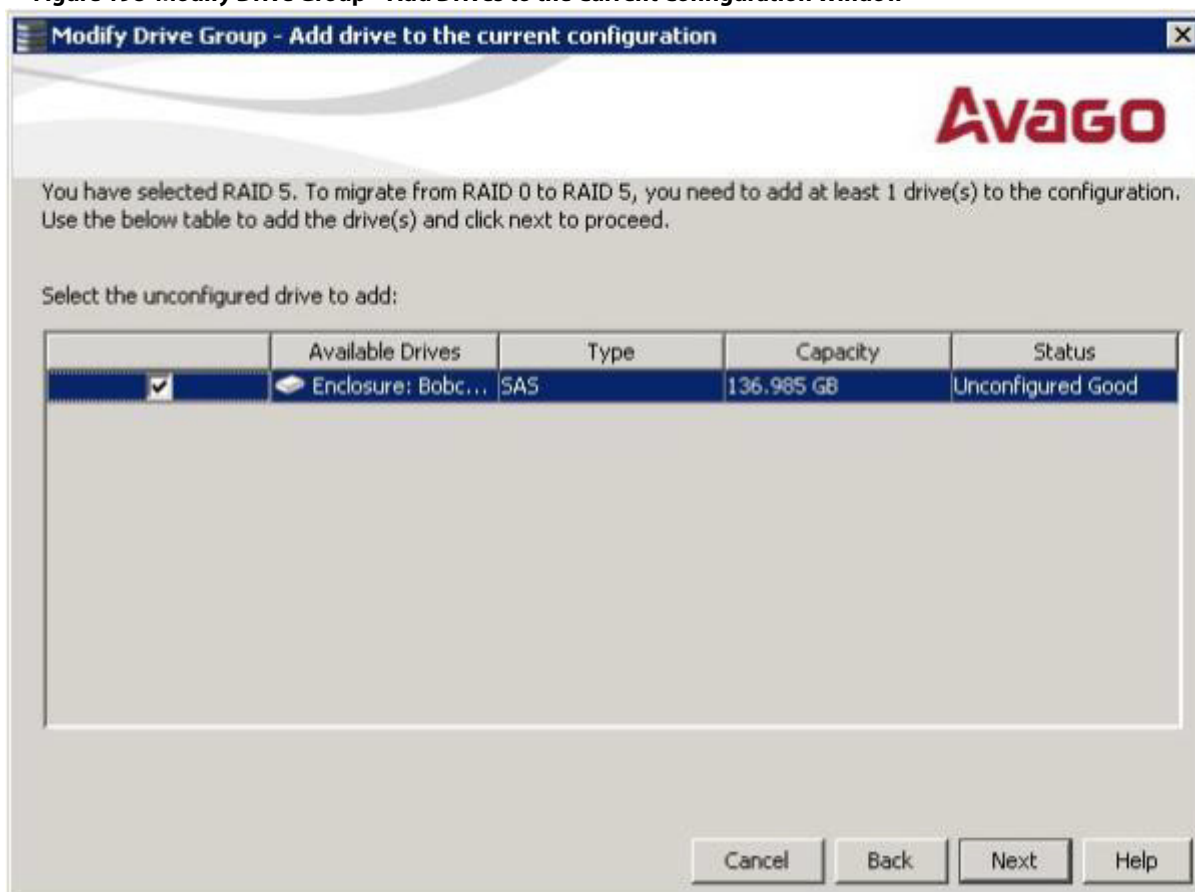 Modify Drive Group - Add drive to the current configuration
AVAGO
You have selected RAID 5. To migrate from RAID 0 to RAID 5, you need to add at least 1 drive(s) to the configuration.
Use the below table to add the drive(s) and click next to proceed.
Select the unconfigured drive to add:
Available Drives Type Capacity Status
Enclosure: Bobc... SAS 136.985 GB Unconfigured Good
Cancel Back Next Help